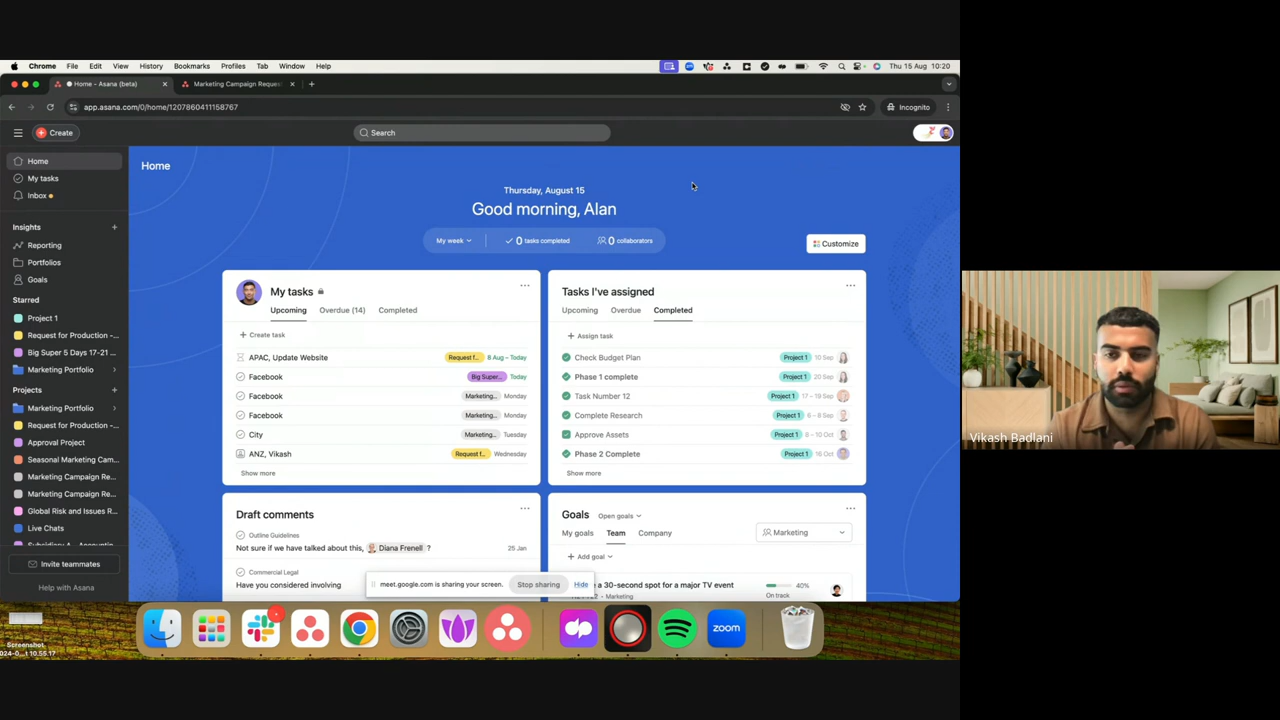 Chrome File Edit View History Bookmarks Profiles Tab Window Help Thu 15 Aug 10:20
Home - Asana (beta) Marketing Campaign Reques
app.asana.com/0/home/1207860411158767 Incognito
Create Search
Home
My tasks
Inbox
Insights
Reporting
Portfolios
Goals
Starred
Project 1
Request for Production -...
Big Super 5 Days 17-21 ...
Marketing Portfolio
Projects
Marketing Portfolio
Request for Production -...
Approval Project
Seasonal Marketing Cam...
Marketing Campaign Re...
Marketing Campaign Re...
Global Risk and Issues R...
Live Chats
Invite teammates
Help with Asana
Home
Thursday, August 15
Good morning, Alan
My week 0 tasks completed 0 collaborators
Customize
My tasks
Upcoming Overdue (14) Completed
Create task
APAC, Update Website Request f... 8 Aug – Today
Facebook Big Super... Today
Facebook Marketing... Monday
Facebook Marketing... Monday
City Marketing... Tuesday
ANZ, Vikash Request f... Wednesday
Show more
Tasks I've assigned
Upcoming Overdue Completed
Assign task
Check Budget Plan Project 1 10 Sep
Phase 1 complete Project 1 20 Sep
Task Number 12 Project 1 17 – 19 Sep
Complete Research Project 1 6 – 8 Sep
Approve Assets Project 1 6 – 10 Oct
Phase 2 Complete Project 1 16 Oct
Show more
Draft comments
Outline Guidelines
Not sure if we have talked about this, Diana Frenell ? 25 Jan
Commercial Legal
Have you considered involving
Goals Open goals
My goals Team Company Marketing
Add goal
e a 30-second spot for a major TV event 40%
Marketing On track
meet.google.com is sharing your screen. Stop sharing Hide
zoom
Screenshot
Vikash Badlani